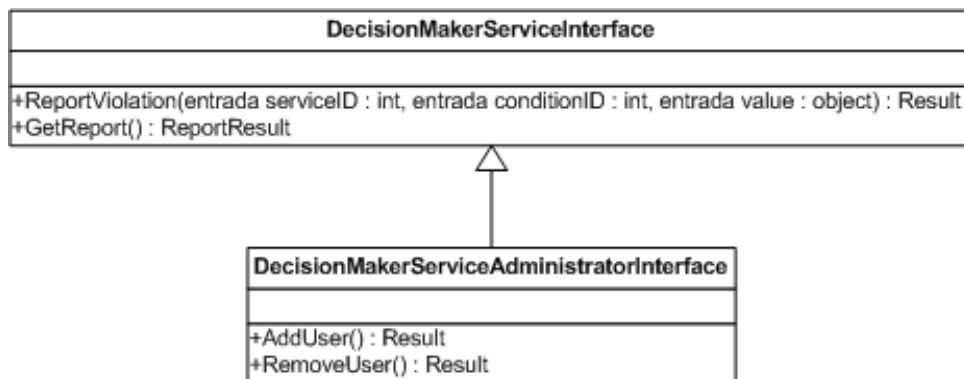 DecisionMakerServiceInterface
+ReportViolation(entrada serviceID : int, entrada conditionID : int, entrada value : object) : Result
+GetReport() : ReportResult
DecisionMakerServiceAdministratorInterface
+AddUser() : Result
+RemoveUser() : Result